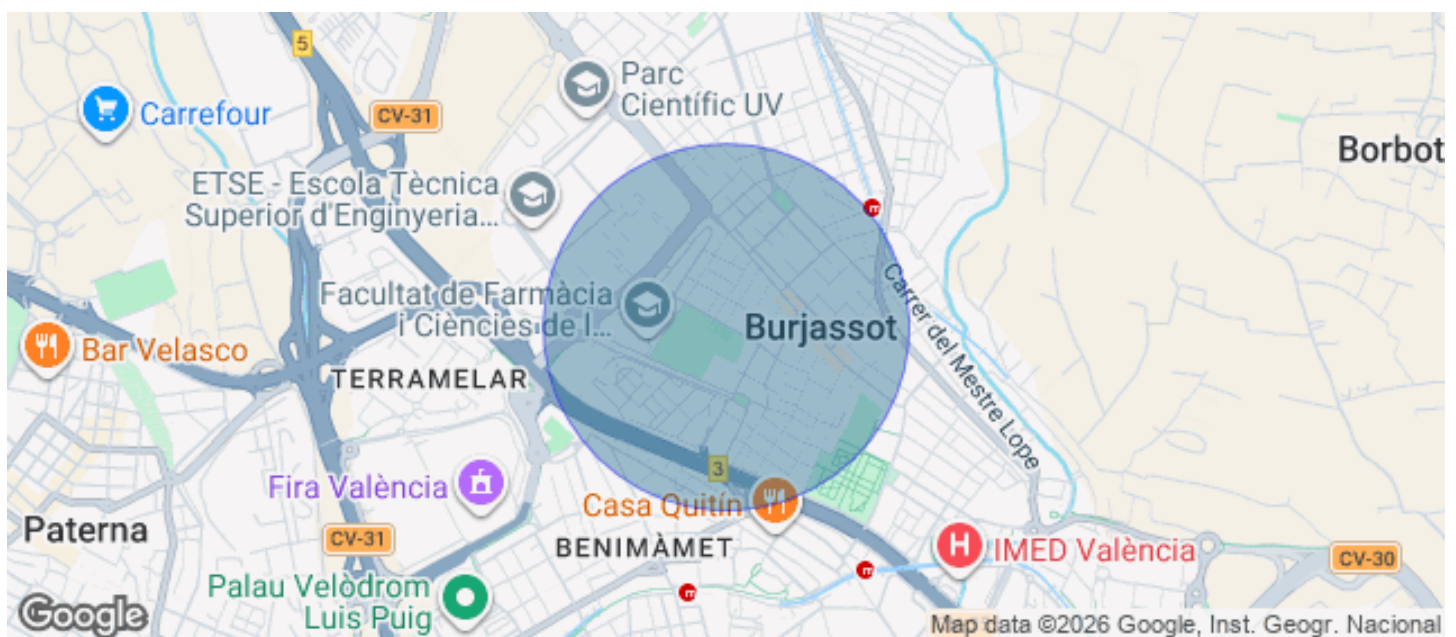 5
Parc
Científic UV
Carrefour
CV-31
Borbot
ETSE - Escola Tècnica
Superior d'Enginyeria...
Facultat de Farmàcia
i Ciències de l...
Burjassot
Carrer del Mestre Lope
Bar Velasco
TERRAMELAR
3
Fira València
Casa Quitín
Paterna
CV-31
BENIMÀMET
IMED València
CV-30
Palau Velòdrom
Luis Puig
Google
Map data ©2026 Google, Inst. Geogr. Nacional